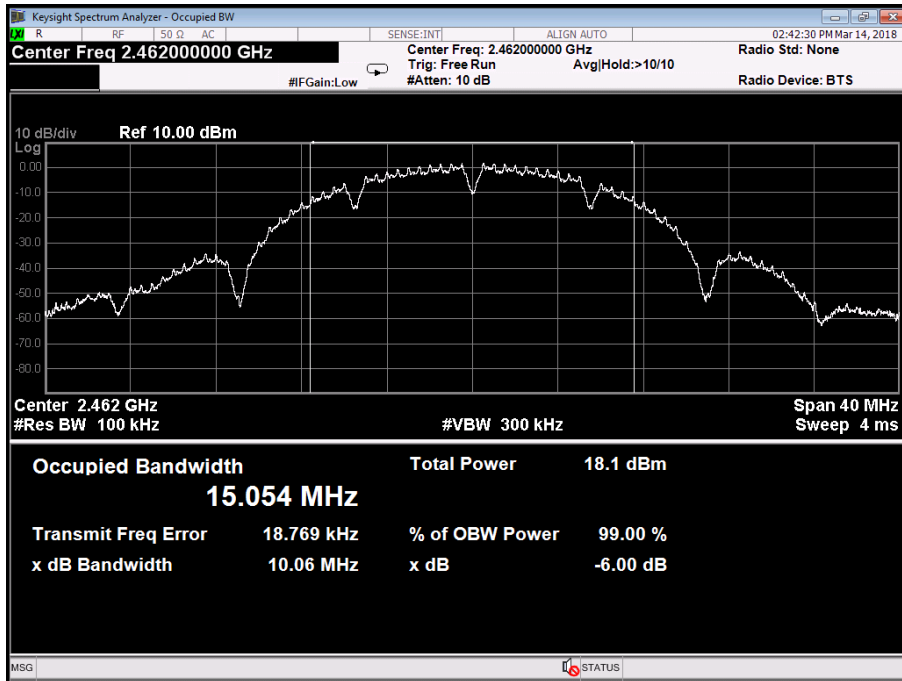 Keysight Spectrum Analyzer - Occupied BW
LXI R RF 50 Ω AC SENSE:INT ALIGN AUTO 02:42:30 PM Mar 14, 2018
Center Freq 2.462000000 GHz
Center Freq: 2.462000000 GHz
Radio Std: None
Trig: Free Run Avg|Hold:>10/10
#IFGain:Low
#Atten: 10 dB
Radio Device: BTS
10 dB/div Ref 10.00 dBm
Log
0.00
-10.0
-20.0
-30.0
-40.0
-50.0
-60.0
-70.0
-80.0
Center 2.462 GHz Span 40 MHz
#Res BW 100 kHz #VBW 300 kHz Sweep 4 ms
Occupied Bandwidth Total Power 18.1 dBm
15.054 MHz
Transmit Freq Error 18.769 kHz % of OBW Power 99.00 %
x dB Bandwidth 10.06 MHz x dB -6.00 dB
MSG STATUS